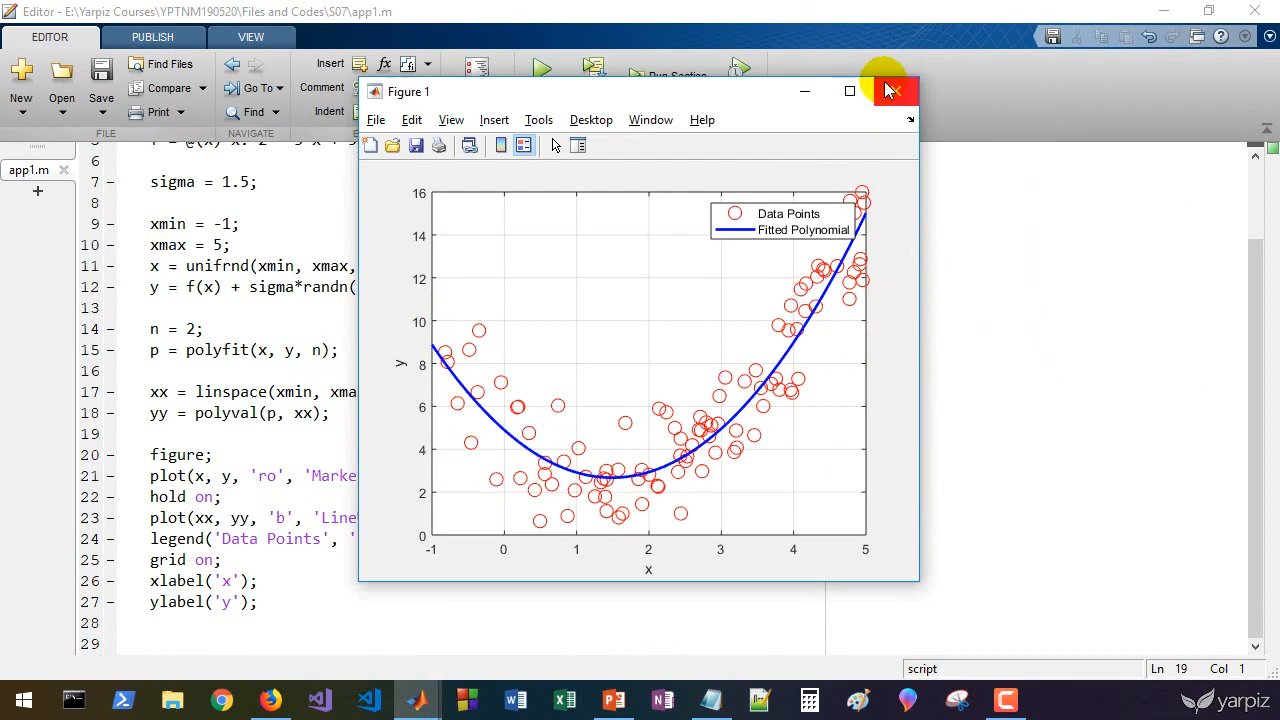 Editor - E:\Yarpiz Courses\YPTNM190520\Files and Codes\S07\app1.m
EDITOR PUBLISH VIEW
New Open Save Find Files Compare Print
Go To Find
Insert fx
Comment
Indent
Run Section
FILE NAVIGATE
app1.m
6
7 – sigma = 1.5;
8
9 – xmin = -1;
10 – xmax = 5;
11 – x = unifrnd(xmin, xmax,
12 – y = f(x) + sigma*randn(
13
14 – n = 2;
15 – p = polyfit(x, y, n);
16
17 – xx = linspace(xmin, xma
18 – yy = polyval(p, xx);
19
20 – figure;
21 – plot(x, y, 'ro', 'Marke
22 – hold on;
23 – plot(xx, yy, 'b', 'Line
24 – legend('Data Points', '
25 – grid on;
26 – xlabel('x');
27 – ylabel('y');
28
29
Figure 1
File Edit View Insert Tools Desktop Window Help
16
14
12
10
8
6
4
2
0
y
-1 0 1 2 3 4 5
x
Data Points
Fitted Polynomial
script Ln 19 Col 1
yarpiz